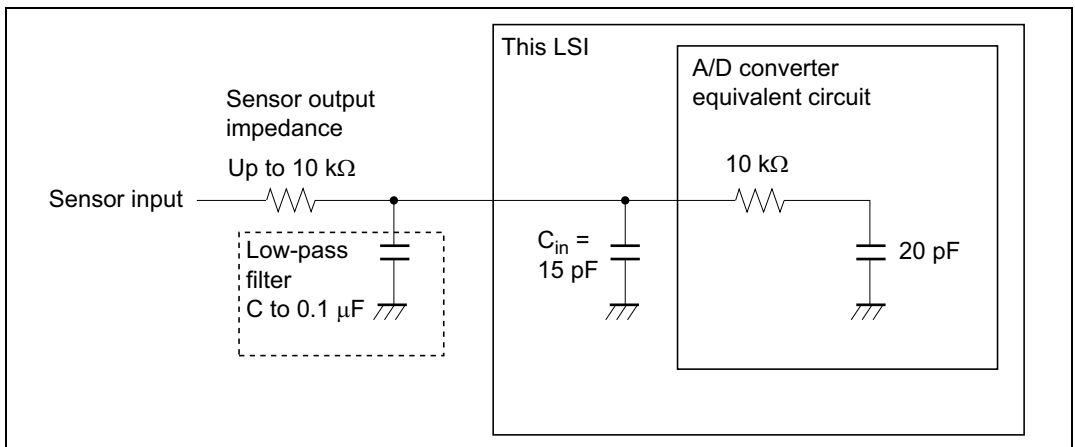 This LSI
A/D converter
equivalent circuit
Sensor output
impedance
Up to 10 kΩ
10 kΩ
Sensor input
Low-pass
filter
C to 0.1 μF
Cin =
15 pF
20 pF